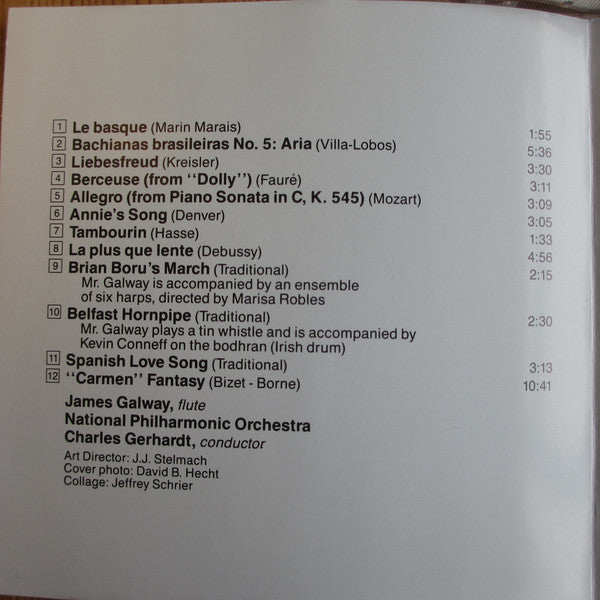 1 Le basque (Marin Marais) 1:55
2 Bachianas brasileiras No. 5: Aria (Villa-Lobos) 5:36
3 Liebesfreud (Kreisler) 3:30
4 Berceuse (from "Dolly") (Fauré) 3:11
5 Allegro (from Piano Sonata in C, K. 545) (Mozart) 3:09
6 Annie's Song (Denver) 3:05
7 Tambourin (Hasse) 1:33
8 La plus que lente (Debussy) 4:56
9 Brian Boru's March (Traditional) 2:15
Mr. Galway is accompanied by an ensemble
of six harps, directed by Marisa Robles
10 Belfast Hornpipe (Traditional) 2:30
Mr. Galway plays a tin whistle and is accompanied by
Kevin Conneff on the bodhran (Irish drum)
11 Spanish Love Song (Traditional) 3:13
12 "Carmen" Fantasy (Bizet - Borne) 10:41
James Galway, flute
National Philharmonic Orchestra
Charles Gerhardt, conductor
Art Director: J.J. Stelmach
Cover photo: David B. Hecht
Collage: Jeffrey Schrier